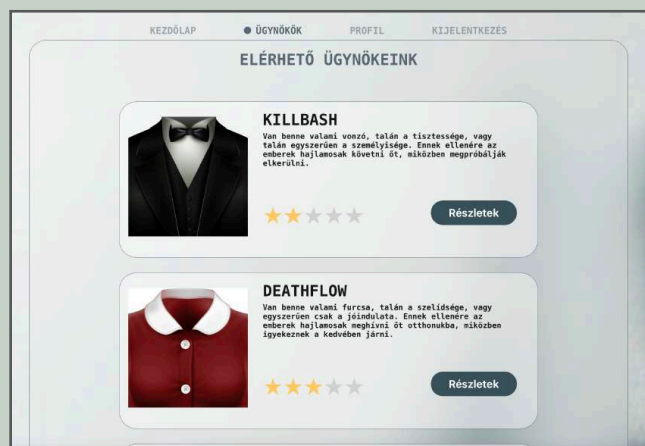 KEZDŐLAP ÜGYNÖKÖK PROFIL KIJELENTKEZÉS
ELÉRHETŐ ÜGYNÖKEINK
KILLBASH
Van benne valami vonzó, talán a tisztessége, vagy
talán egyszerűen a személyisége. Ennek ellenére az
emberek hajlamosak követni őt, miközben megpróbálják
elkerülni.
Részletek
DEATHFLOW
Van benne valami furcsa, talán a szelídsége, vagy
egyszerűen csak a jóindulata. Ennek ellenére az
emberek hajlamosak meghívni őt otthonukba, miközben
igyekeznek a kedvében járni.
Részletek